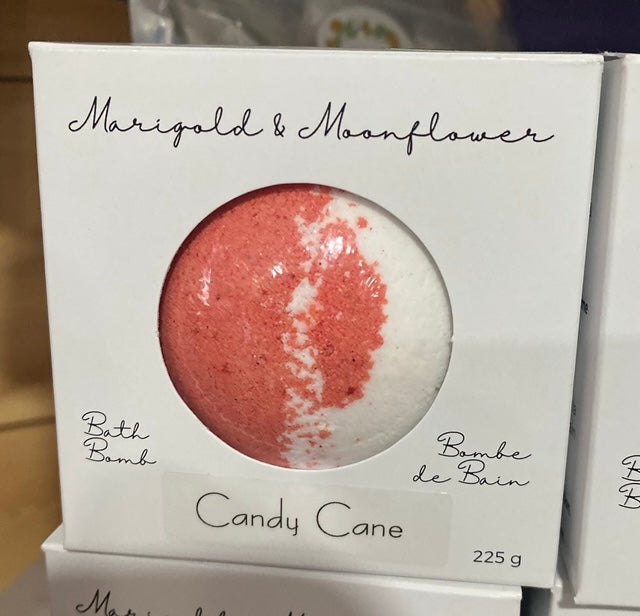 Marigold & Moonflower
Bath
Bomb
Bombe
de Bain
Candy Cane
225 g